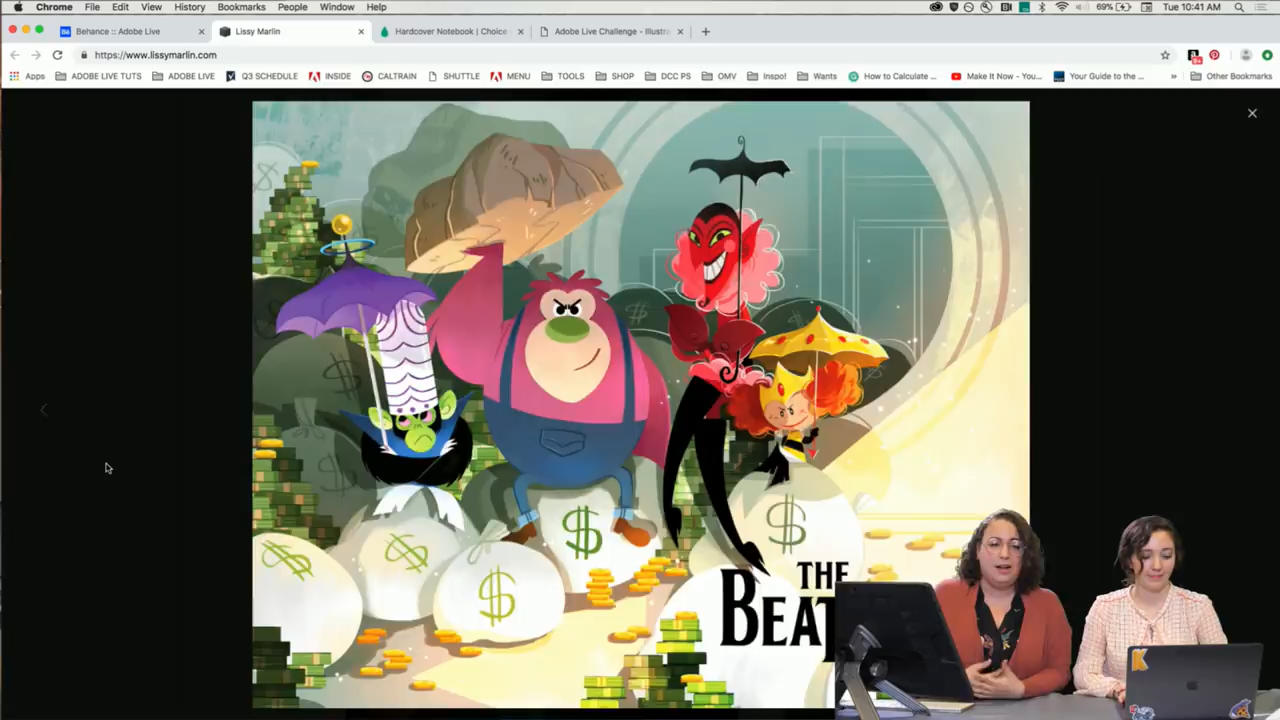 Chrome File Edit View History Bookmarks People Window Help
69% Tue 10:41 AM
Behance :: Adobe Live
Lissy Marlin
Hardcover Notebook | Choice
Adobe Live Challenge - Illustra
https://www.lissymarlin.com
Apps ADOBE LIVE TUTS ADOBE LIVE Q3 SCHEDULE INSIDE CALTRAIN SHUTTLE MENU TOOLS SHOP DCC PS OMV Inspo! Wants How to Calculate ... Make It Now - You... Your Guide to the ... » Other Bookmarks
$ $ $ $ $
THE
BEAT
K